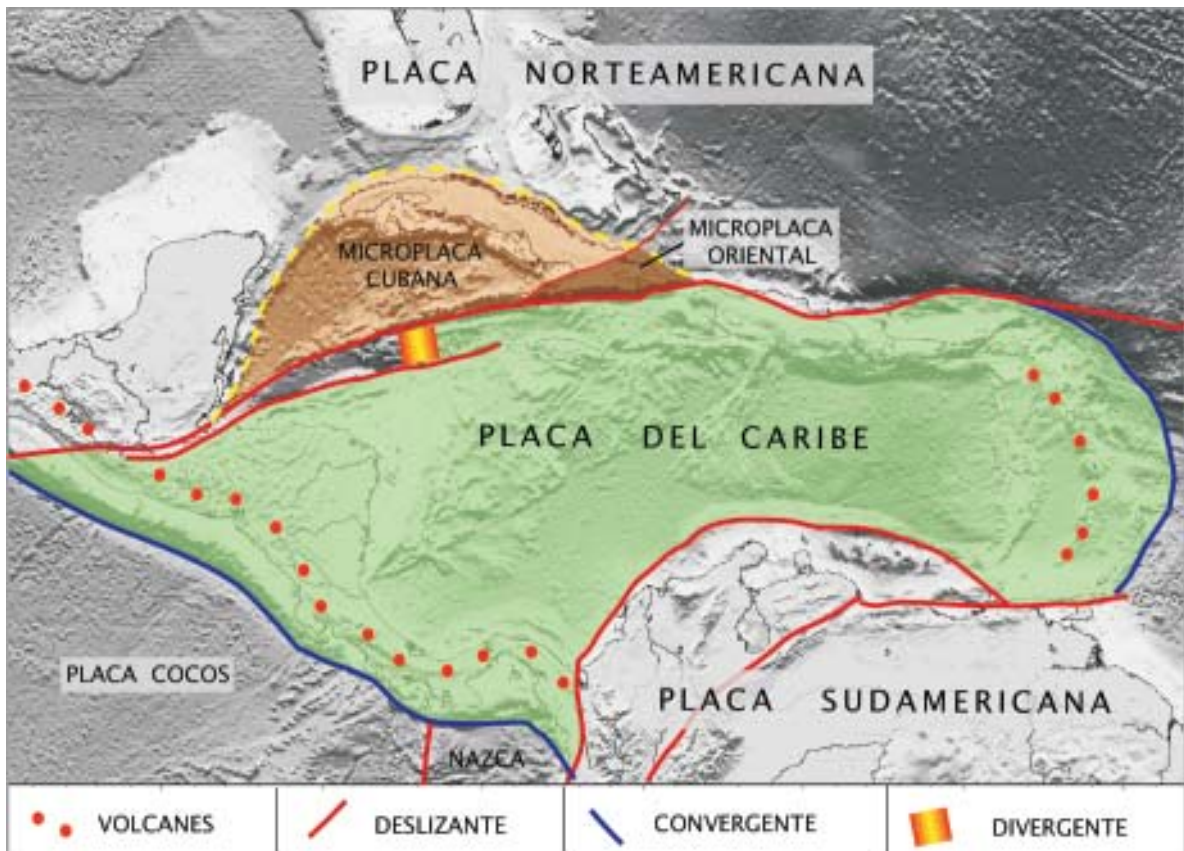 PLACA NORTEAMERICANA
MICROPLACA
ORIENTAL
MICROPLACA
CUBANA
PLACA DEL CARIBE
PLACA COCOS
PLACA SUDAMERICANA
NAZCA
VOLCANES
DESLIZANTE
CONVERGENTE
DIVERGENTE